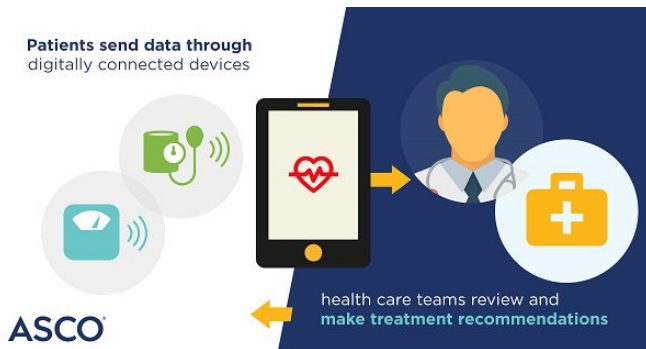 Patients send data through
digitally connected devices
health care teams review and
make treatment recommendations
ASCO®